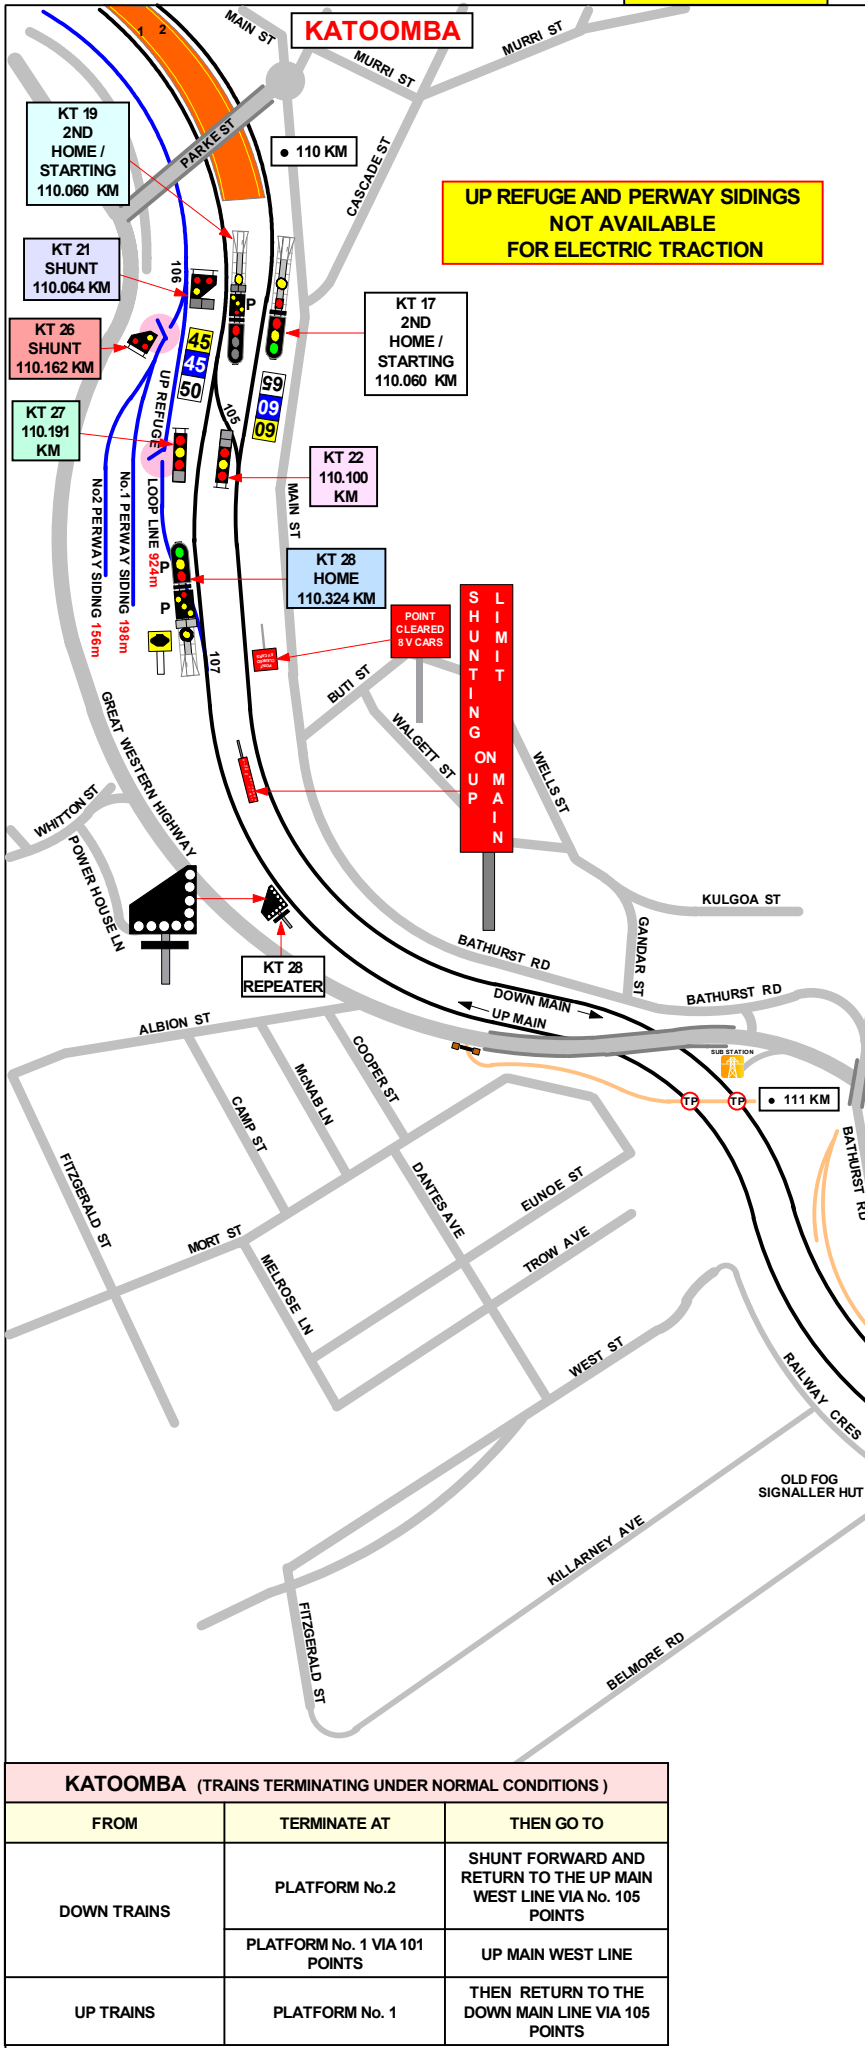 KATOOMBA
MAIN ST
MURRI ST
MURRI ST
1 2
PARKE ST
CASCADE ST
KT 19
2ND
HOME /
STARTING
110.060 KM
• 110 KM
UP REFUGE AND PERWAY SIDINGS
NOT AVAILABLE
FOR ELECTRIC TRACTION
KT 21
SHUNT
110.064 KM
106
P
KT 17
2ND
HOME /
STARTING
110.060 KM
KT 26
SHUNT
110.162 KM
45
45
50
65
60
60
105
UP REFUGE
LOOP LINE 924m
KT 27
110.191
KM
KT 22
110.100
KM
MAIN ST
No.1 PERWAY SIDING 198m
No2 PERWAY SIDING 156m
P
P
KT 28
HOME
110.324 KM
107
POINT
CLEARED
8 V CARS
LIMIT
SHUNTING
ON
UP
MAIN
BUTI ST
WALGETT ST
WELLS ST
GREAT WESTERN HIGHWAY
WHITTON ST
POWER HOUSE LN
KT 28
REPEATER
BATHURST RD
KULGOA ST
GANDAR ST
BATHURST RD
DOWN MAIN
UP MAIN
ALBION ST
SUB STATION
TP
TP
• 111 KM
BATHURST RD
COOPER ST
McNAB LN
CAMP ST
FITZGERALD ST
MORT ST
DANTES AVE
EUNOE ST
TROW AVE
MELROSE LN
WEST ST
RAILWAY CRES
OLD FOG
SIGNALLER HUT
KILLARNEY AVE
FITZGERALD ST
BELMORE RD
KATOOMBA (TRAINS TERMINATING UNDER NORMAL CONDITIONS )
FROM
TERMINATE AT
THEN GO TO
DOWN TRAINS
PLATFORM No.2
SHUNT FORWARD AND
RETURN TO THE UP MAIN
WEST LINE VIA No. 105
POINTS
PLATFORM No. 1 VIA 101
POINTS
UP MAIN WEST LINE
UP TRAINS
PLATFORM No. 1
THEN RETURN TO THE
DOWN MAIN LINE VIA 105
POINTS